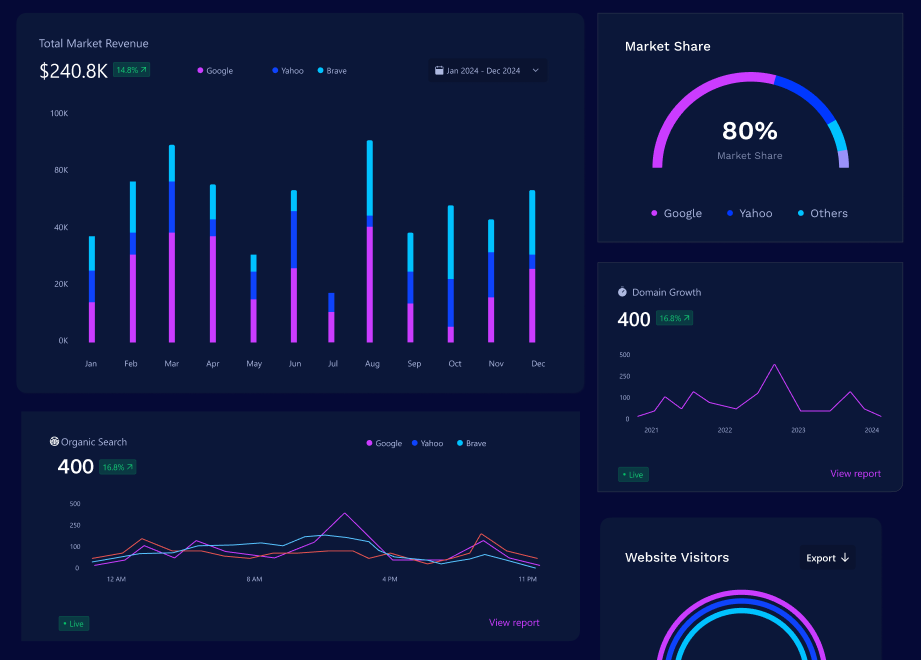 Total Market Revenue
$240.8K 14.8%
Google Yahoo Brave
Jan 2024 - Dec 2024
100K
80K
40K
20K
0K
Jan Feb Mar Apr May Jun Jul Aug Sep Oct Nov Dec
Market Share
80%
Market Share
Google Yahoo Others
Domain Growth
400 16.8%
500
250
100
0
2021 2022 2023 2024
Live
View report
Organic Search
400 16.8%
Google Yahoo Brave
500
250
100
0
12 AM 8 AM 4 PM 11 PM
Live
View report
Website Visitors
Export